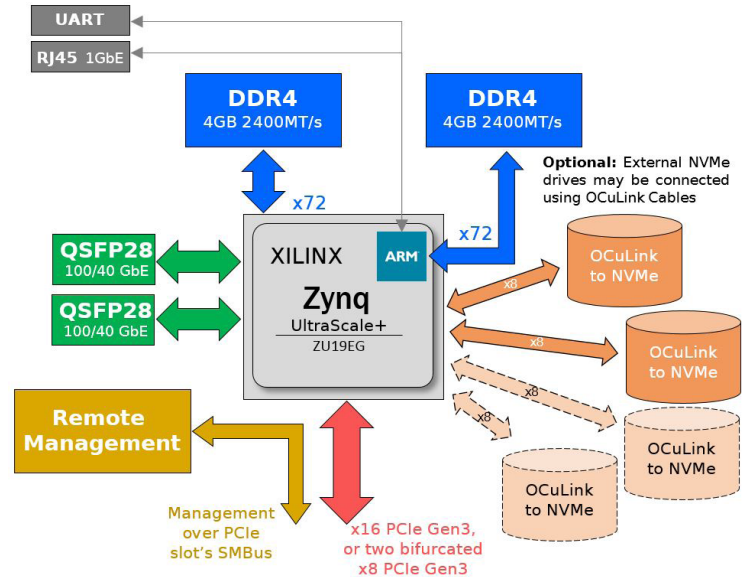 UART
RJ45 1GbE
DDR4
4GB 2400MT/s
DDR4
4GB 2400MT/s
Optional: External NVMe
drives may be connected
using OCuLink Cables
x72
x72
QSFP28
100/40 GbE
QSFP28
100/40 GbE
XILINX
ARM
Zynq
UltraScale+
ZU19EG
x8
OCuLink
to NVMe
x8
OCuLink
to NVMe
x8
OCuLink
to NVMe
x8
OCuLink
to NVMe
Remote
Management
Management
over PCIe
slot's SMBus
x16 PCIe Gen3,
or two bifurcated
x8 PCIe Gen3